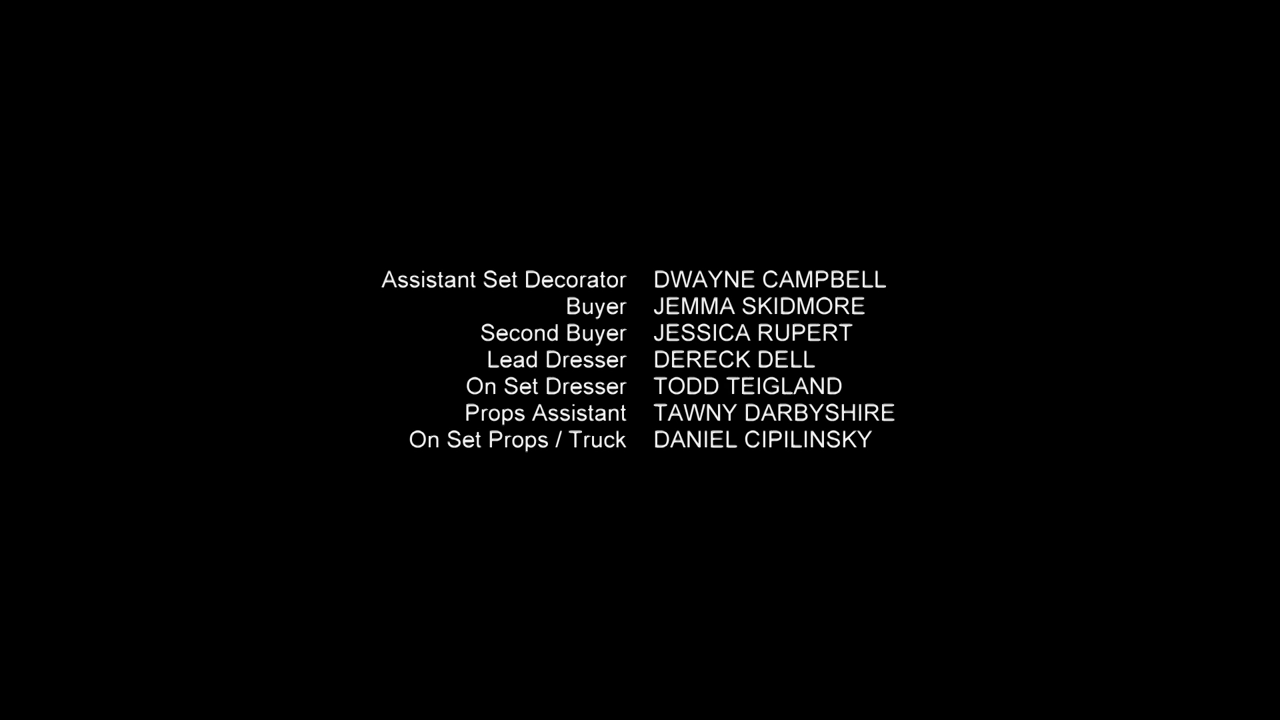 Assistant Set Decorator DWAYNE CAMPBELL
Buyer JEMMA SKIDMORE
Second Buyer JESSICA RUPERT
Lead Dresser DERECK DELL
On Set Dresser TODD TEIGLAND
Props Assistant TAWNY DARBYSHIRE
On Set Props / Truck DANIEL CIPILINSKY